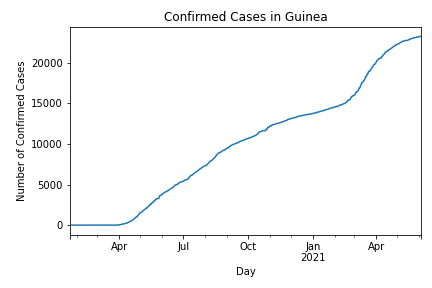 Confirmed Cases in Guinea
Number of Confirmed Cases
20000
15000
10000
5000
0
Apr
Jul
Oct
Jan
2021
Apr
Day